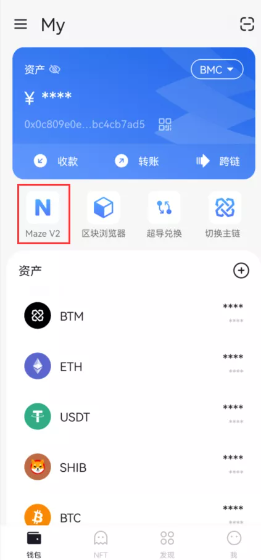 My
资产
BMC
¥ ****
0x0c809e0e...bc4cb7ad5
收款
转账
跨链
Maze V2
区块浏览器
超导兑换
切换主链
资产
BTM
****
****
ETH
****
****
USDT
****
****
SHIB
****
****
BTC
****
****
钱包
NFT
发现
我